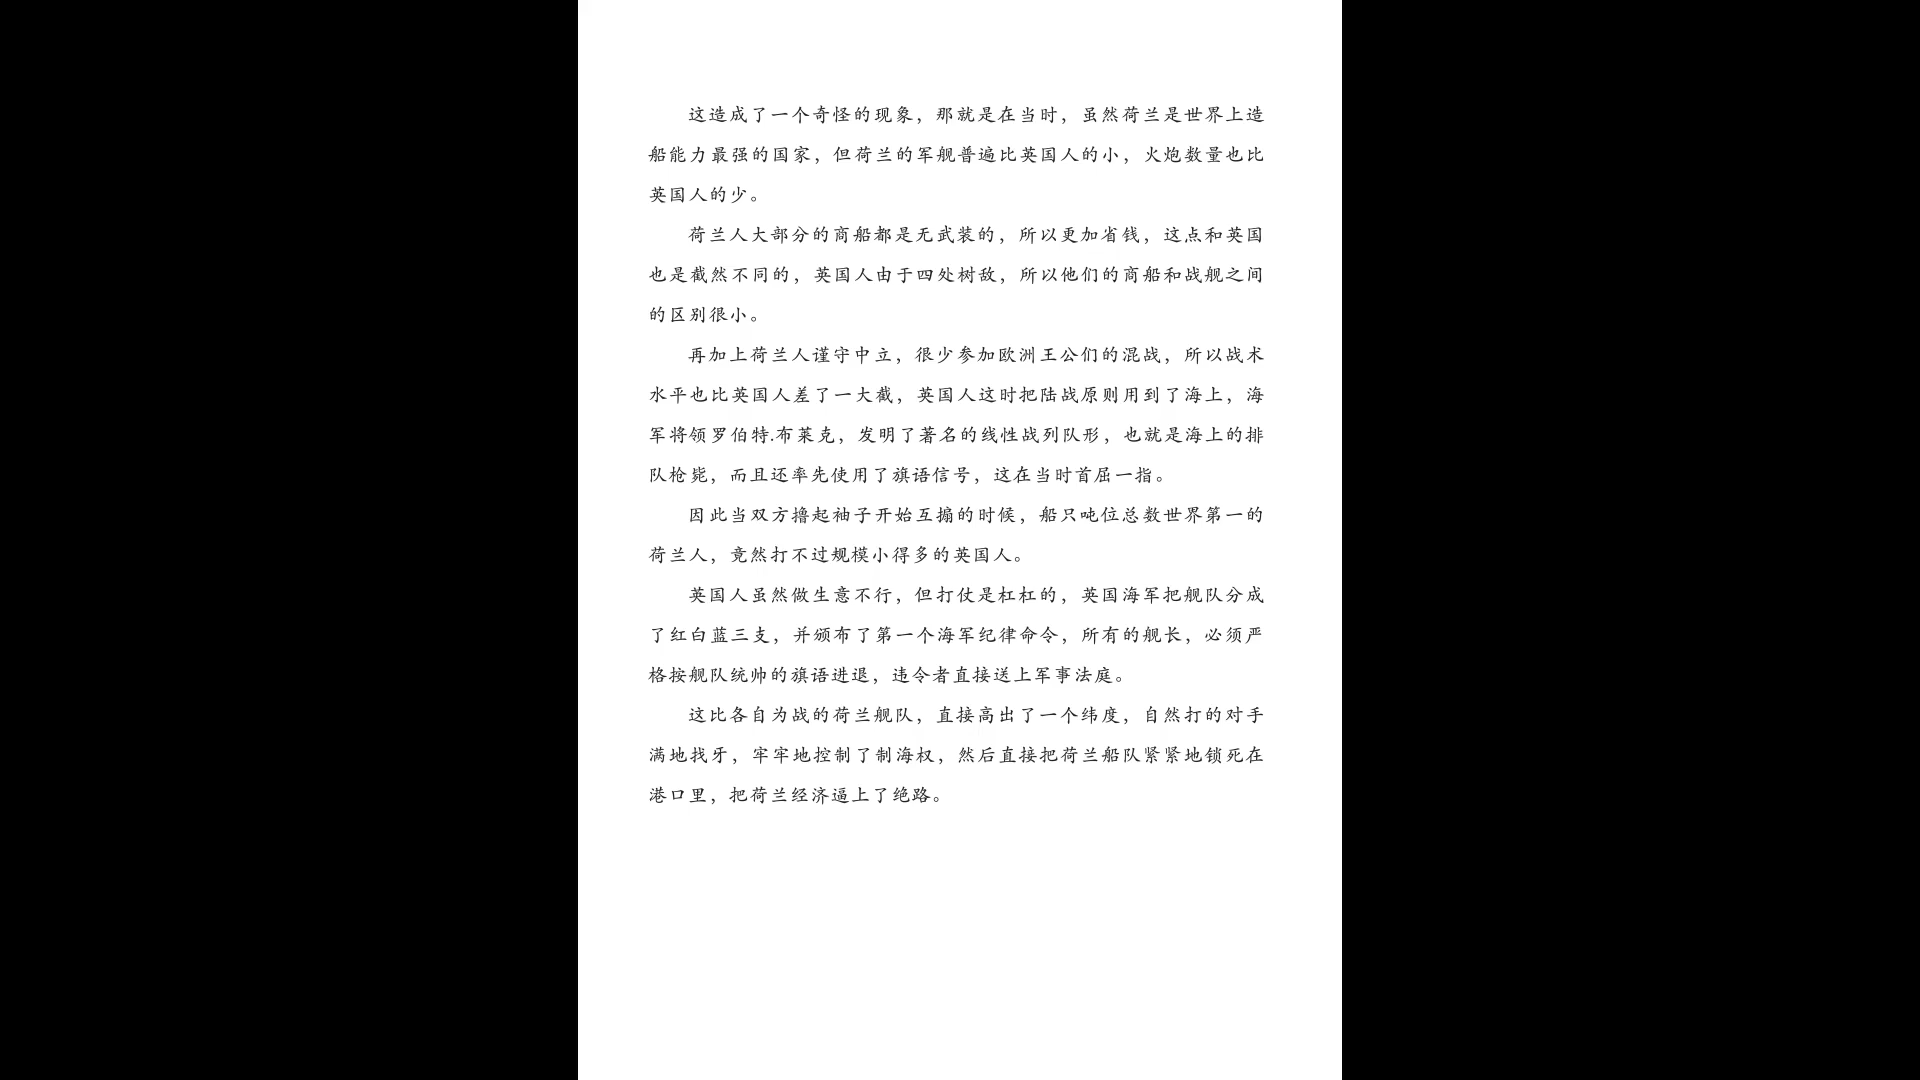 这造成了一个奇怪的现象，那就是在当时，虽然荷兰是世界上造
船能力最强的国家，但荷兰的军舰普遍比英国人的小，火炮数量也比
英国人的少。
荷兰人大部分的商船都是无武装的，所以更加省钱，这点和英国
也是截然不同的，英国人由于四处树敌，所以他们的商船和战舰之间
的区别很小。
再加上荷兰人谨守中立，很少参加欧洲王公们的混战，所以战术
水平也比英国人差了一大截，英国人这时把陆战原则用到了海上，海
军将领罗伯特.布莱克，发明了著名的线性战列队形，也就是海上的排
队枪毙，而且还率先使用了旗语信号，这在当时首屈一指。
因此当双方撸起袖子开始互搧的时候，船只吨位总数世界第一的
荷兰人，竟然打不过规模小得多的英国人。
英国人虽然做生意不行，但打仗是杠杠的，英国海军把舰队分成
了红白蓝三支，并颁布了第一个海军纪律命令，所有的舰长，必须严
格按舰队统帅的旗语进退，违令者直接送上军事法庭。
这比各自为战的荷兰舰队，直接高出了一个纬度，自然打的对手
满地找牙，牢牢地控制了制海权，然后直接把荷兰船队紧紧地锁死在
港口里，把荷兰经济逼上了绝路。